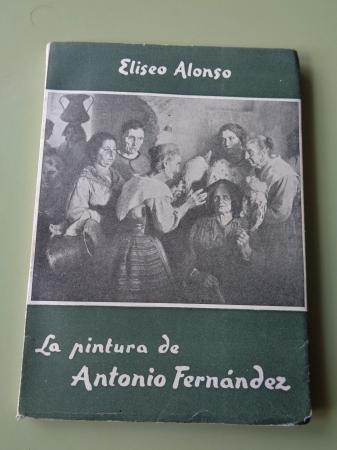 Eliseo Alonso
La pintura de
Antonio Fernández